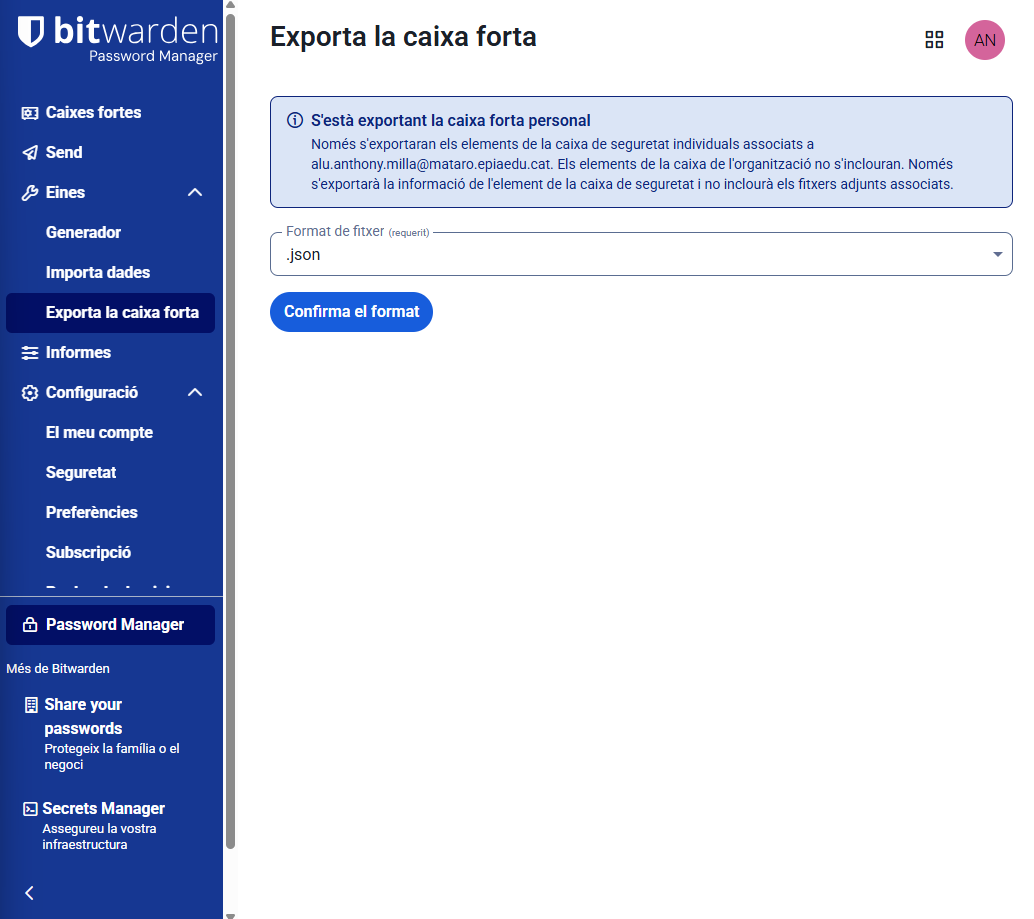 bitwarden
Password Manager
Caixes fortes
Send
Eines
Generador
Importa dades
Exporta la caixa forta
Informes
Configuració
El meu compte
Seguretat
Preferències
Subscripció
Password Manager
Més de Bitwarden
Share your
passwords
Protegeix la família o el
negoci
Secrets Manager
Assegureu la vostra
infraestructura
Exporta la caixa forta
AN
S'està exportant la caixa forta personal
Només s'exportaran els elements de la caixa de seguretat individuals associats a
alu.anthony.milla@mataro.epiaedu.cat. Els elements de la caixa de l'organització no s'inclouran. Només
s'exportarà la informació de l'element de la caixa de seguretat i no inclourà els fitxers adjunts associats.
Format de fitxer (requerit)
.json
Confirma el format